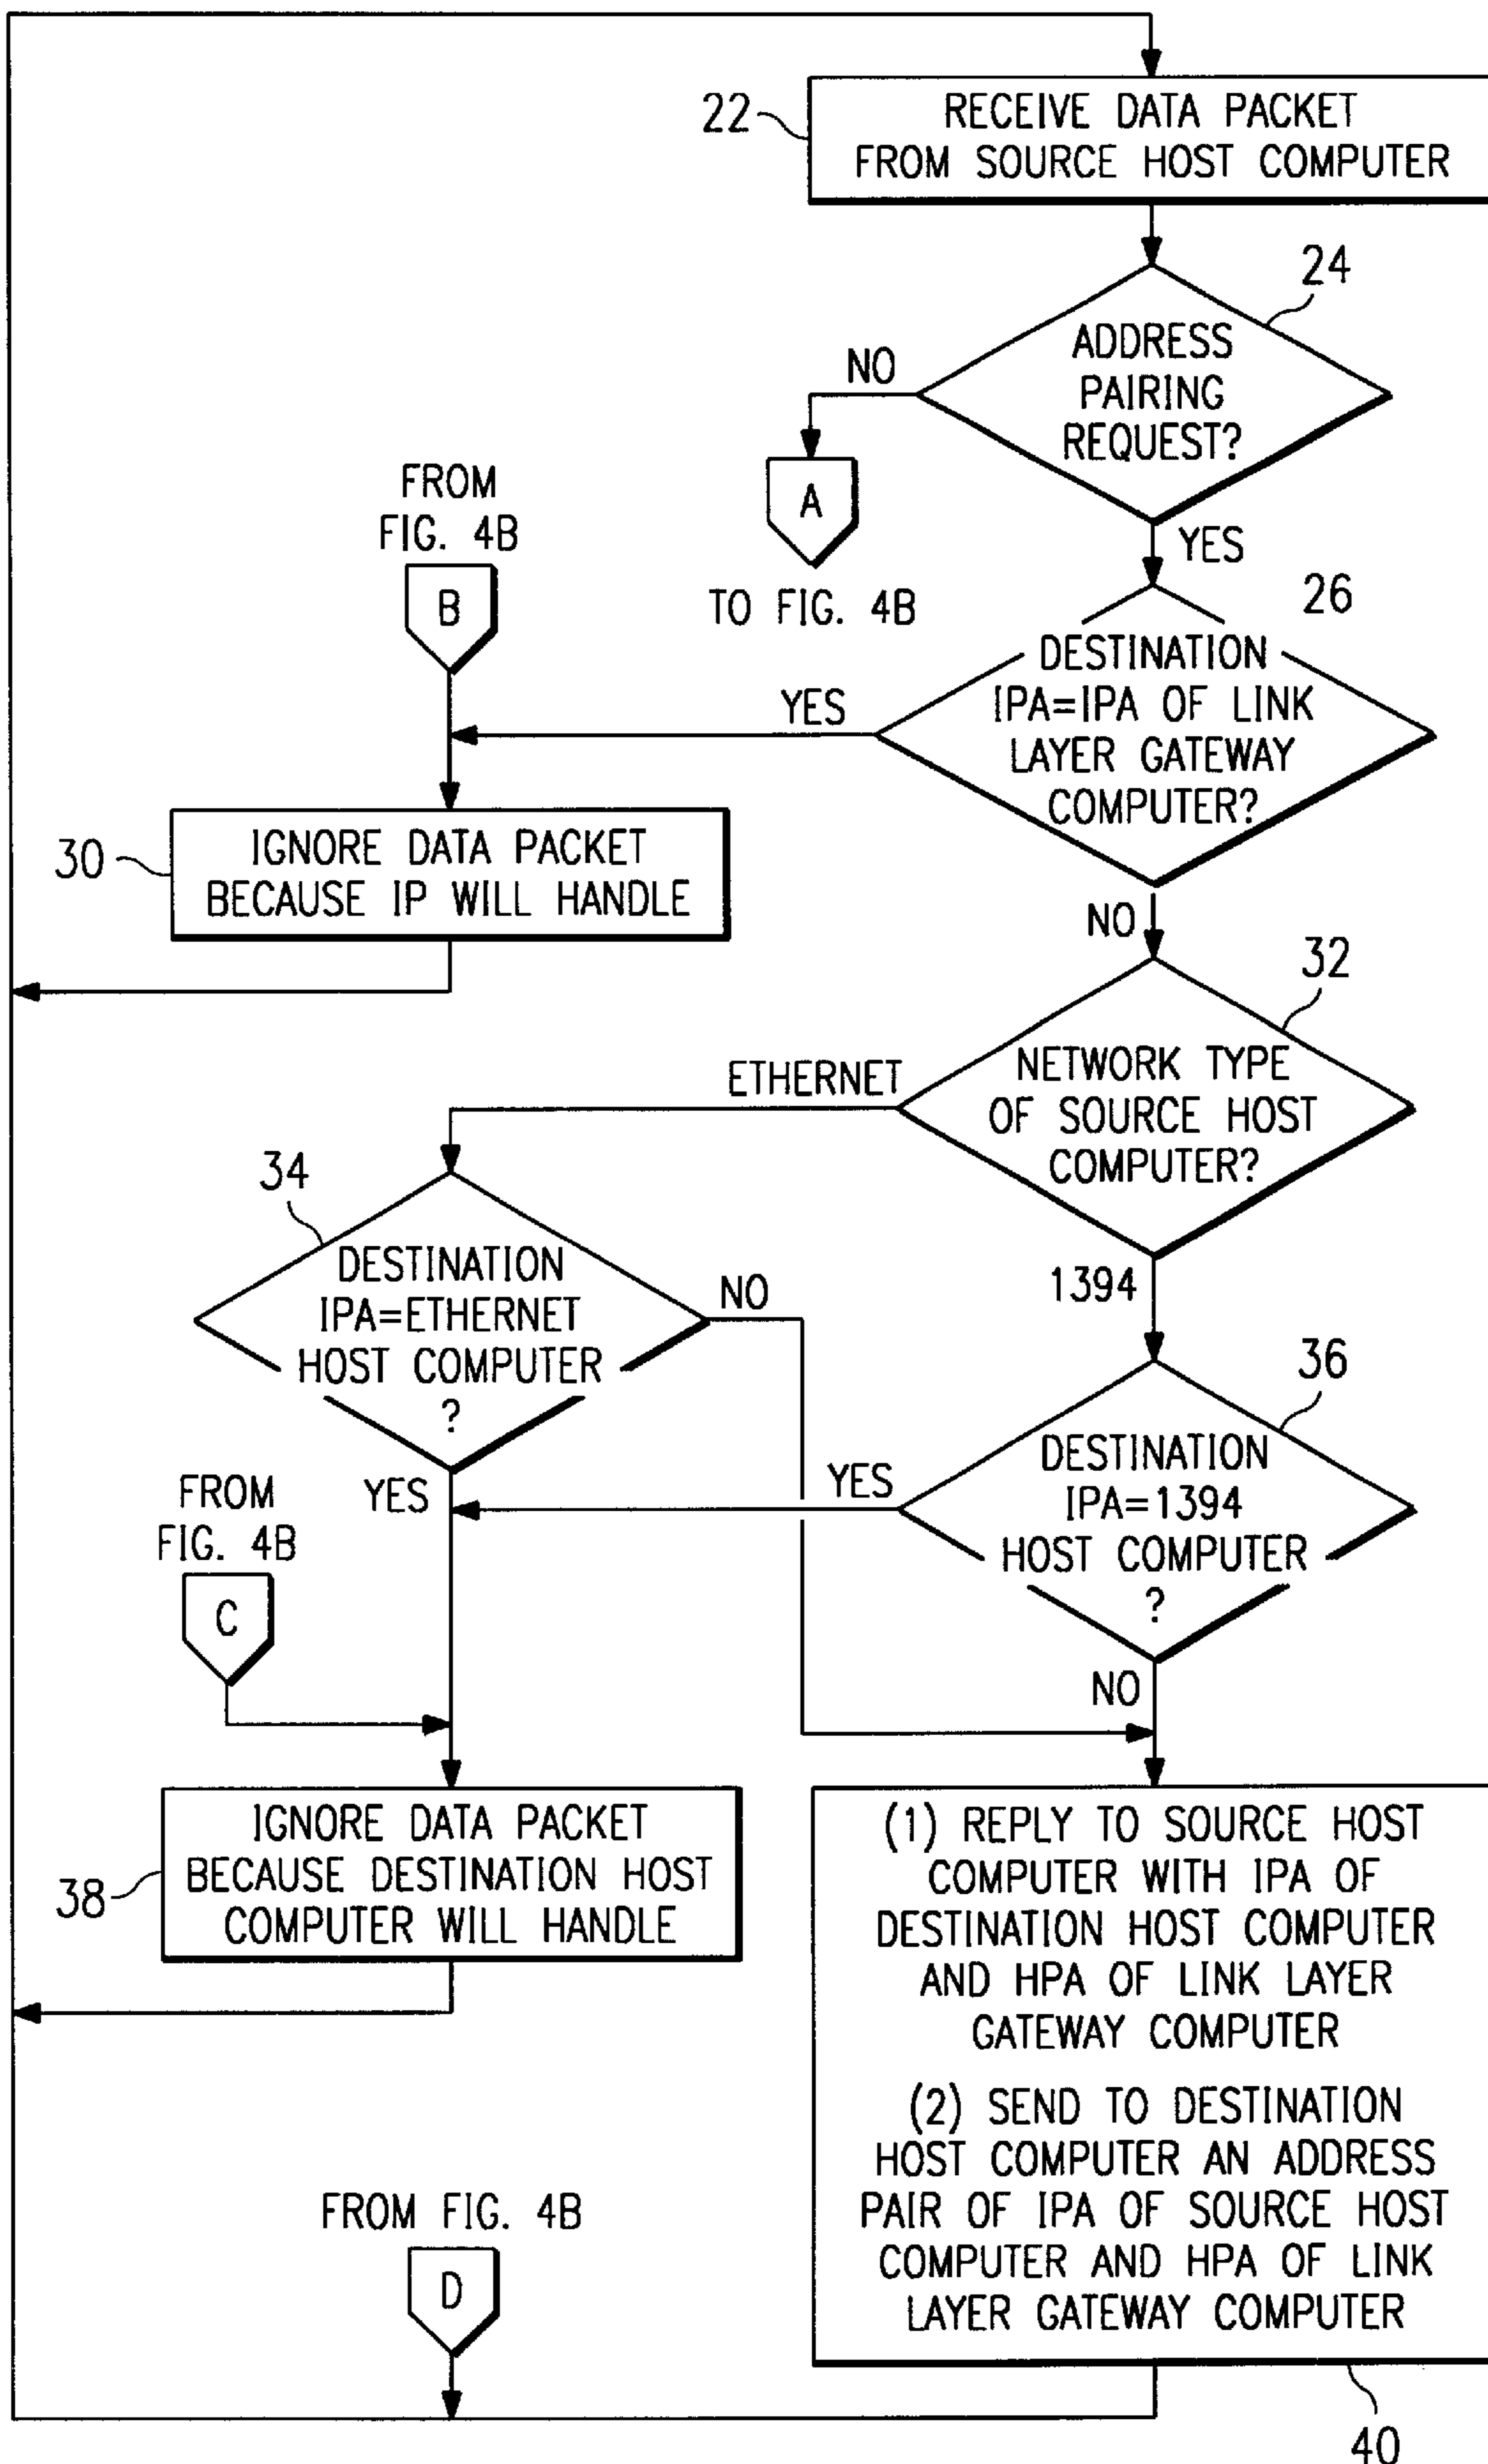 22
RECEIVE DATA PACKET
FROM SOURCE HOST COMPUTER
24
ADDRESS
PAIRING
REQUEST?
NO
A
TO FIG. 4B
YES
FROM
FIG. 4B
B
26
DESTINATION
IPA=IPA OF LINK
LAYER GATEWAY
COMPUTER?
YES
30
IGNORE DATA PACKET
BECAUSE IP WILL HANDLE
NO
32
NETWORK TYPE
OF SOURCE HOST
COMPUTER?
ETHERNET
34
DESTINATION
IPA=ETHERNET
HOST COMPUTER
?
NO
1394
36
DESTINATION
IPA=1394
HOST COMPUTER
?
YES
YES
FROM
FIG. 4B
C
NO
38
IGNORE DATA PACKET
BECAUSE DESTINATION HOST
COMPUTER WILL HANDLE
(1) REPLY TO SOURCE HOST
COMPUTER WITH IPA OF
DESTINATION HOST COMPUTER
AND HPA OF LINK LAYER
GATEWAY COMPUTER
(2) SEND TO DESTINATION
HOST COMPUTER AN ADDRESS
PAIR OF IPA OF SOURCE HOST
COMPUTER AND HPA OF LINK
LAYER GATEWAY COMPUTER
FROM FIG. 4B
D
40